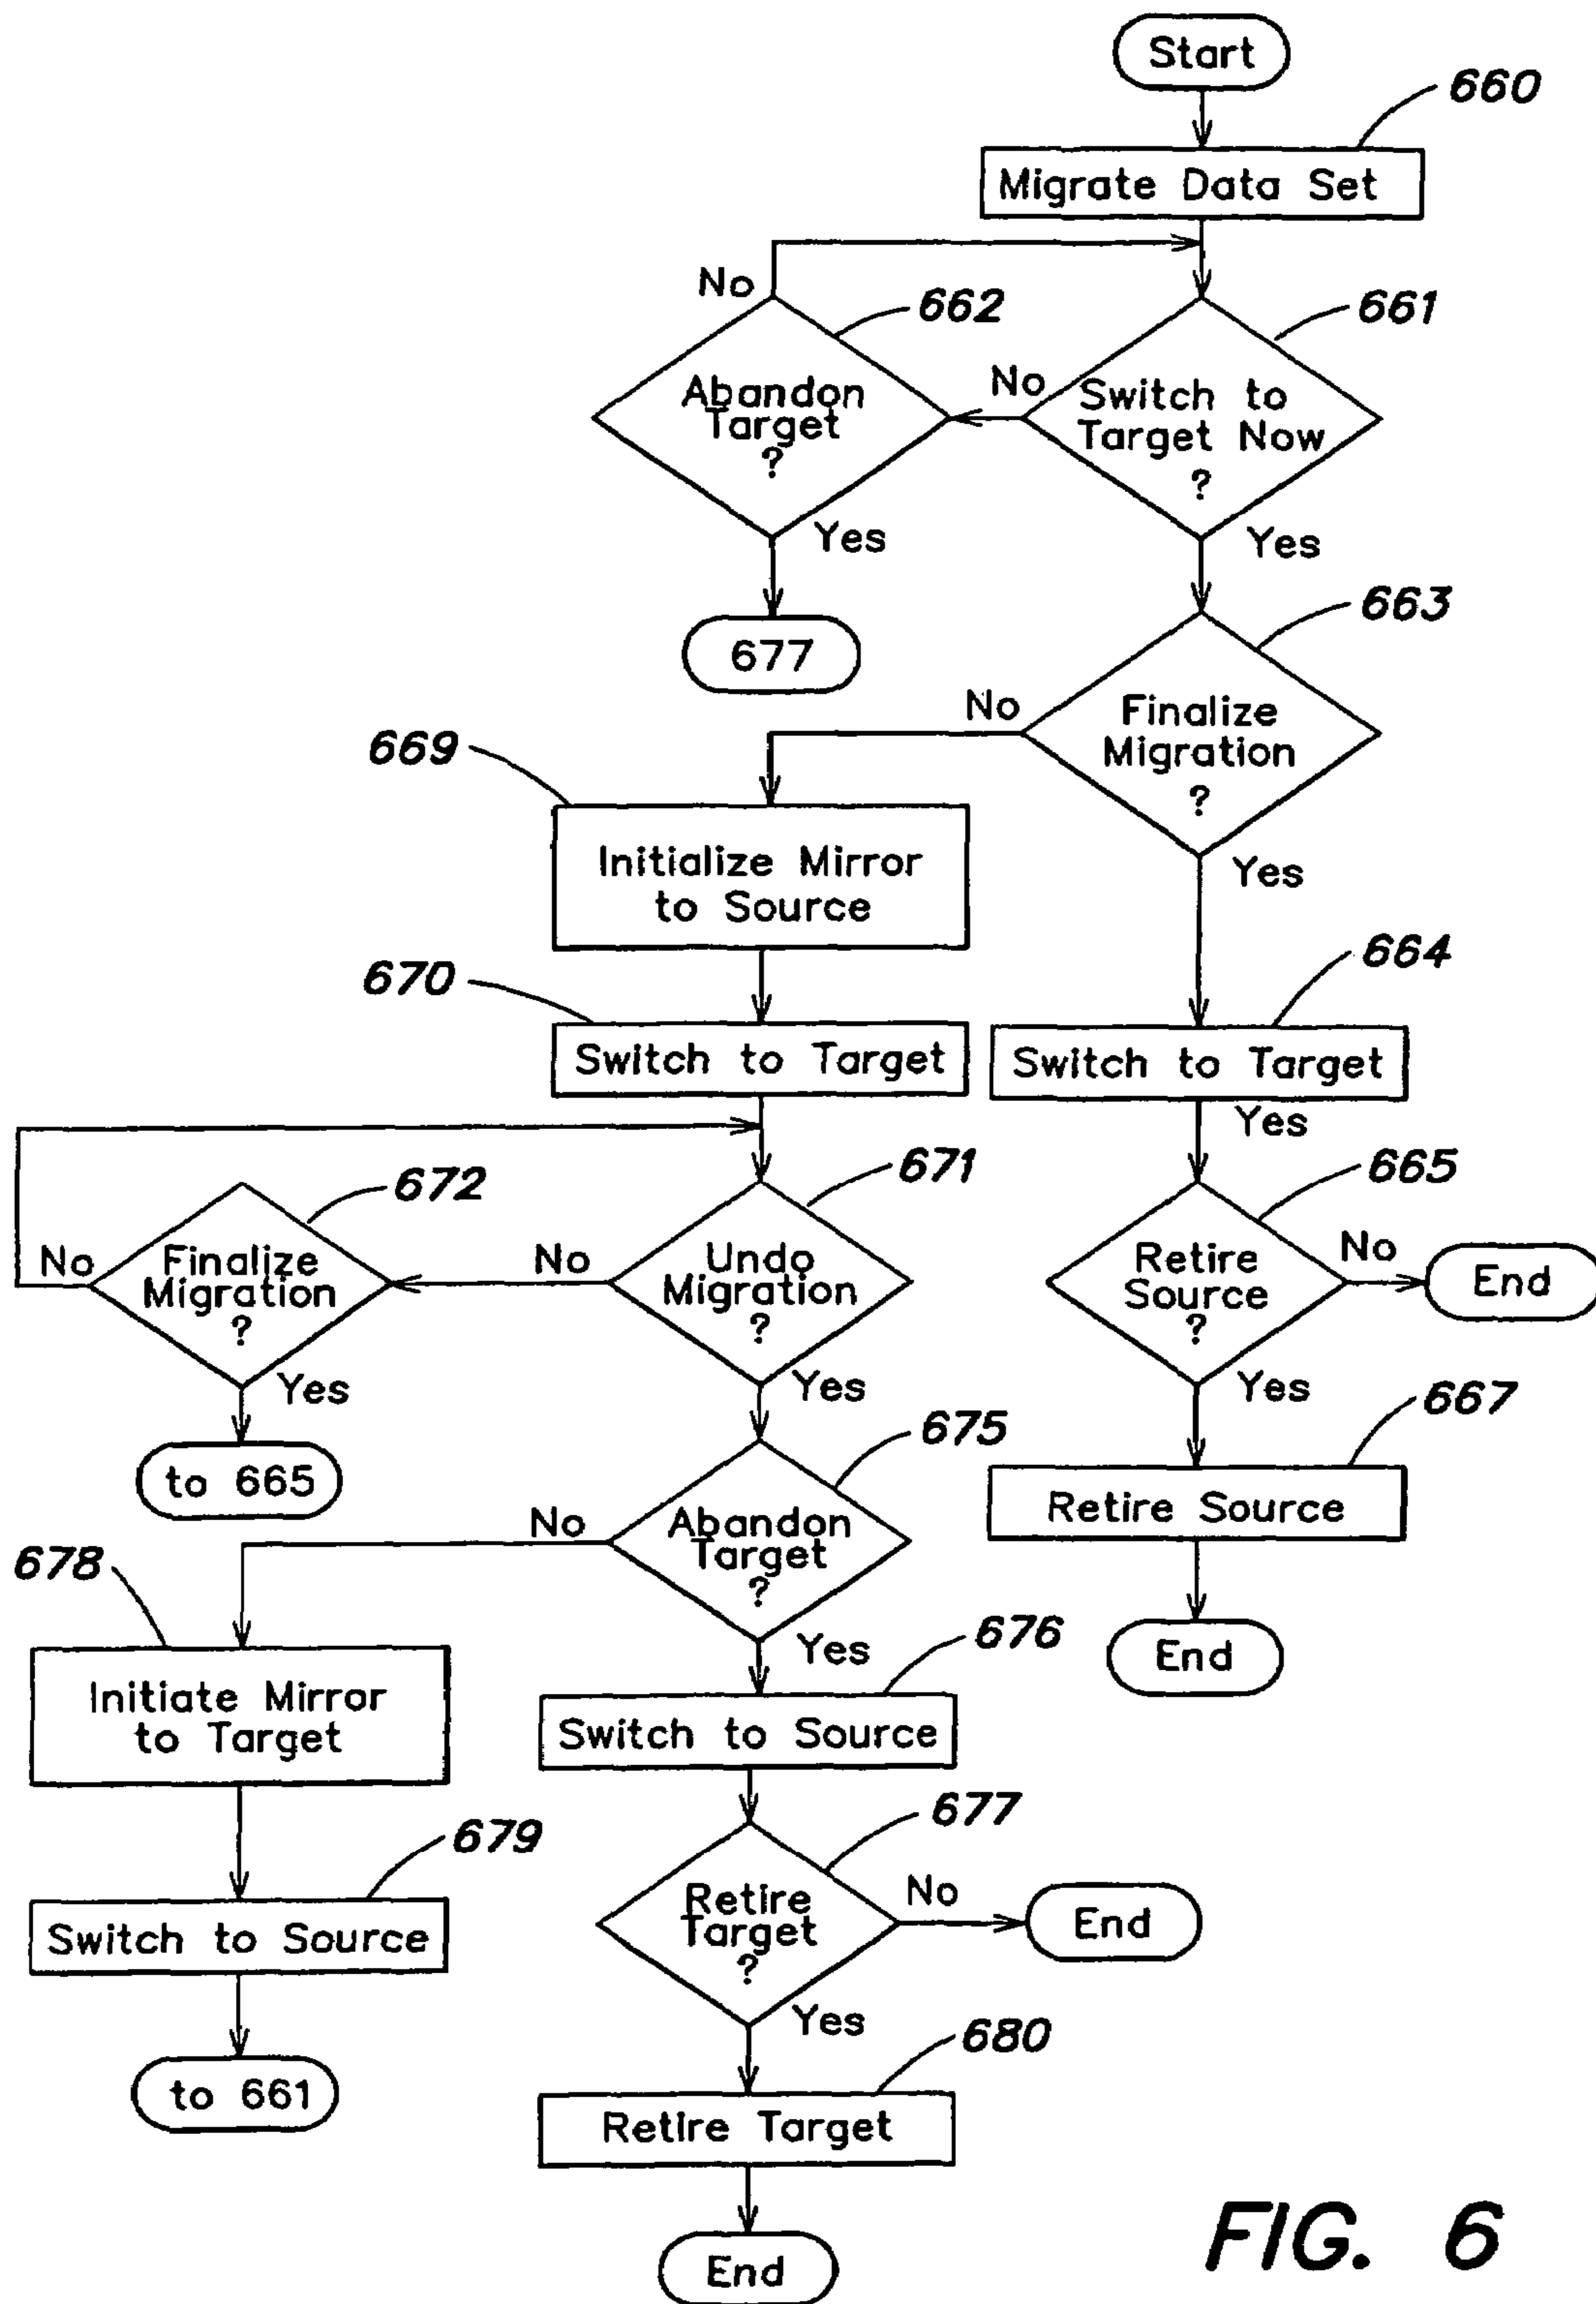 Start
660
Migrate Data Set
No
662
661
Abandon
Target
?
No
Switch to
Target Now
?
Yes
Yes
677
663
No
Finalize
Migration
?
669
Yes
Initialize Mirror
to Source
664
670
Switch to Target
Switch to Target
Yes
672
671
665
No
Finalize
Migration
?
No
Undo
Migration
?
Retire
Source
?
No
End
Yes
Yes
Yes
667
675
to 665
Retire Source
No
Abandon
Target
?
678
676
Yes
End
Initiate Mirror
to Target
Switch to Source
679
677
Switch to Source
Retire
Target
?
No
End
Yes
680
to 661
Retire Target
End
FIG. 6